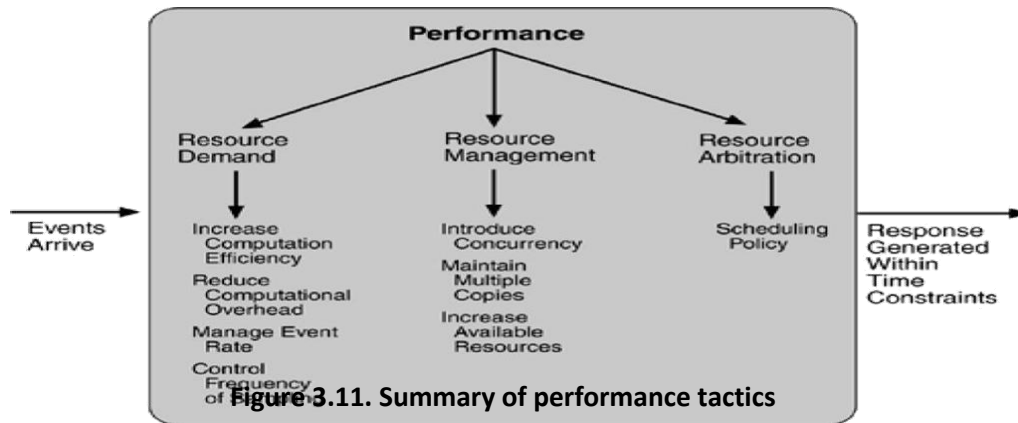 Performance
Resource
Demand
Resource
Management
Resource
Arbitration
Events
Arrive
Increase
Computation
Efficiency
Reduce
Computational
Overhead
Manage Event
Rate
Control
Frequency
of Sampling
Introduce
Concurrency
Maintain
Multiple
Copies
Increase
Available
Resources
Scheduling
Policy
Response
Generated
Within
Time
Constraints
Figure 3.11. Summary of performance tactics